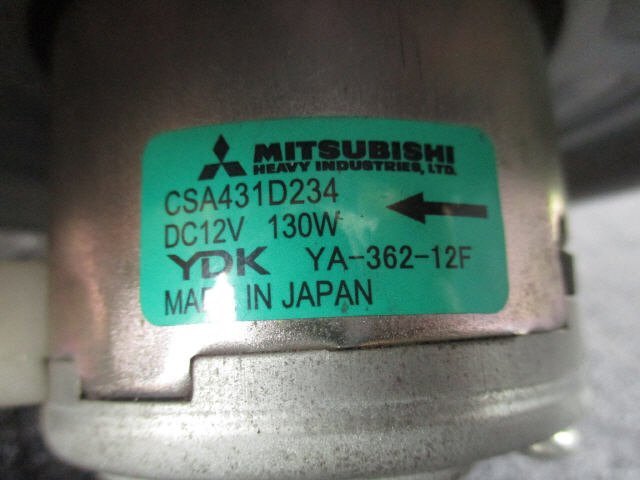 MITSUBISHI
HEAVY INDUSTRIES, LTD.
CSA431D234
DC12V 130W
YDK YA-362-12F
MADE IN JAPAN